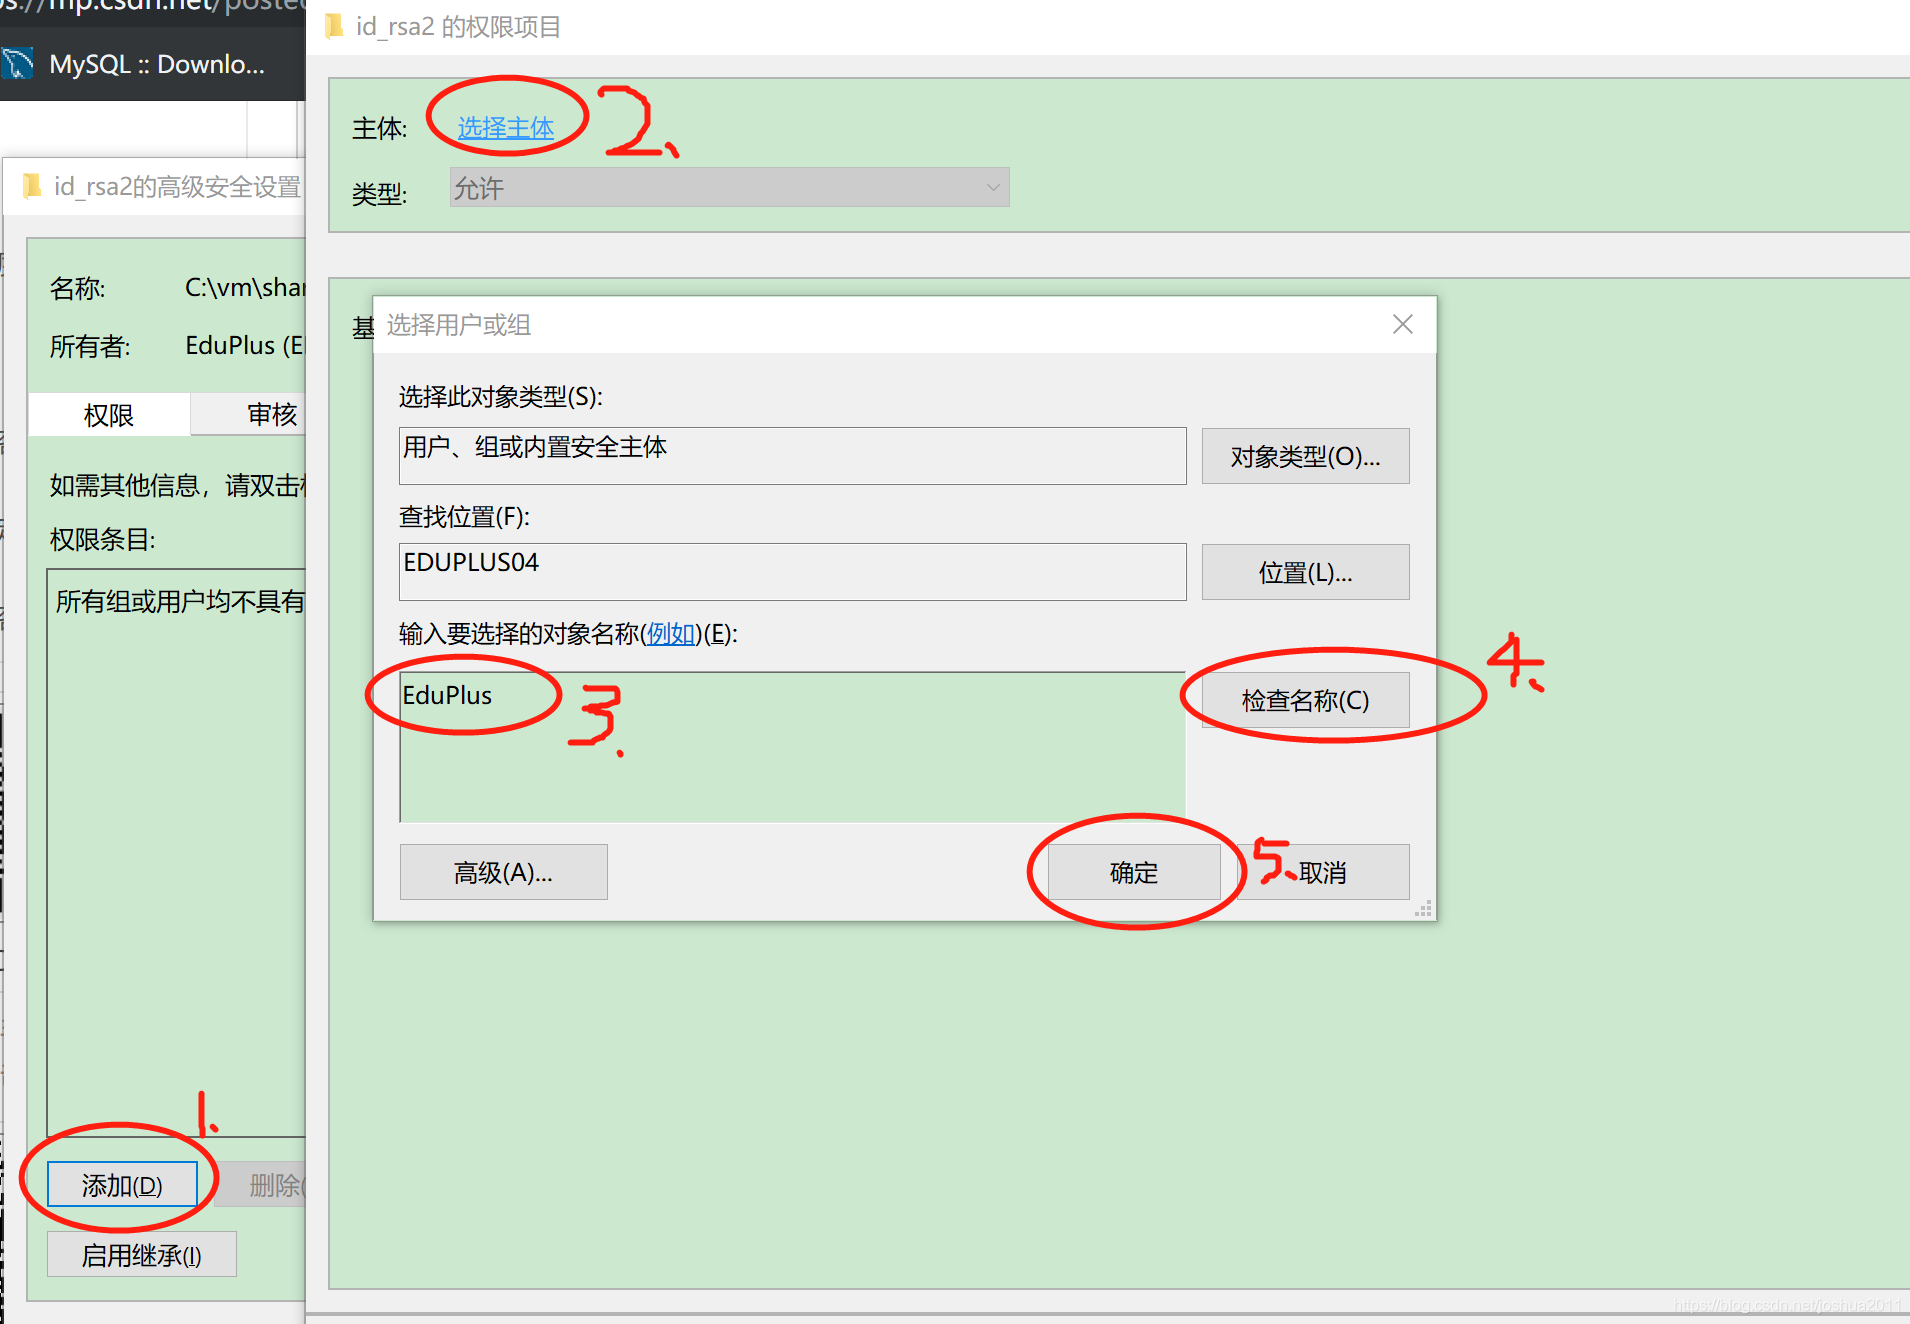 id_rsa2 的权限项目
MySQL :: Downlo...
主体:
选择主体
2.
类型:
允许
id_rsa2的高级安全设置
名称:
C:\vm\shar
所有者:
EduPlus (E
权限
审核
如需其他信息，请双击
权限条目:
所有组或用户均不具有
1.
添加(D)
删除(
启用继承(I)
基
选择用户或组
选择此对象类型(S):
用户、组或内置安全主体
对象类型(O)...
查找位置(F):
EDUPLUS04
位置(L)...
输入要选择的对象名称(例如)(E):
EduPlus
3.
检查名称(C)
4.
高级(A)...
确定
5.
取消
https://blog.csdn.net/joshua2011